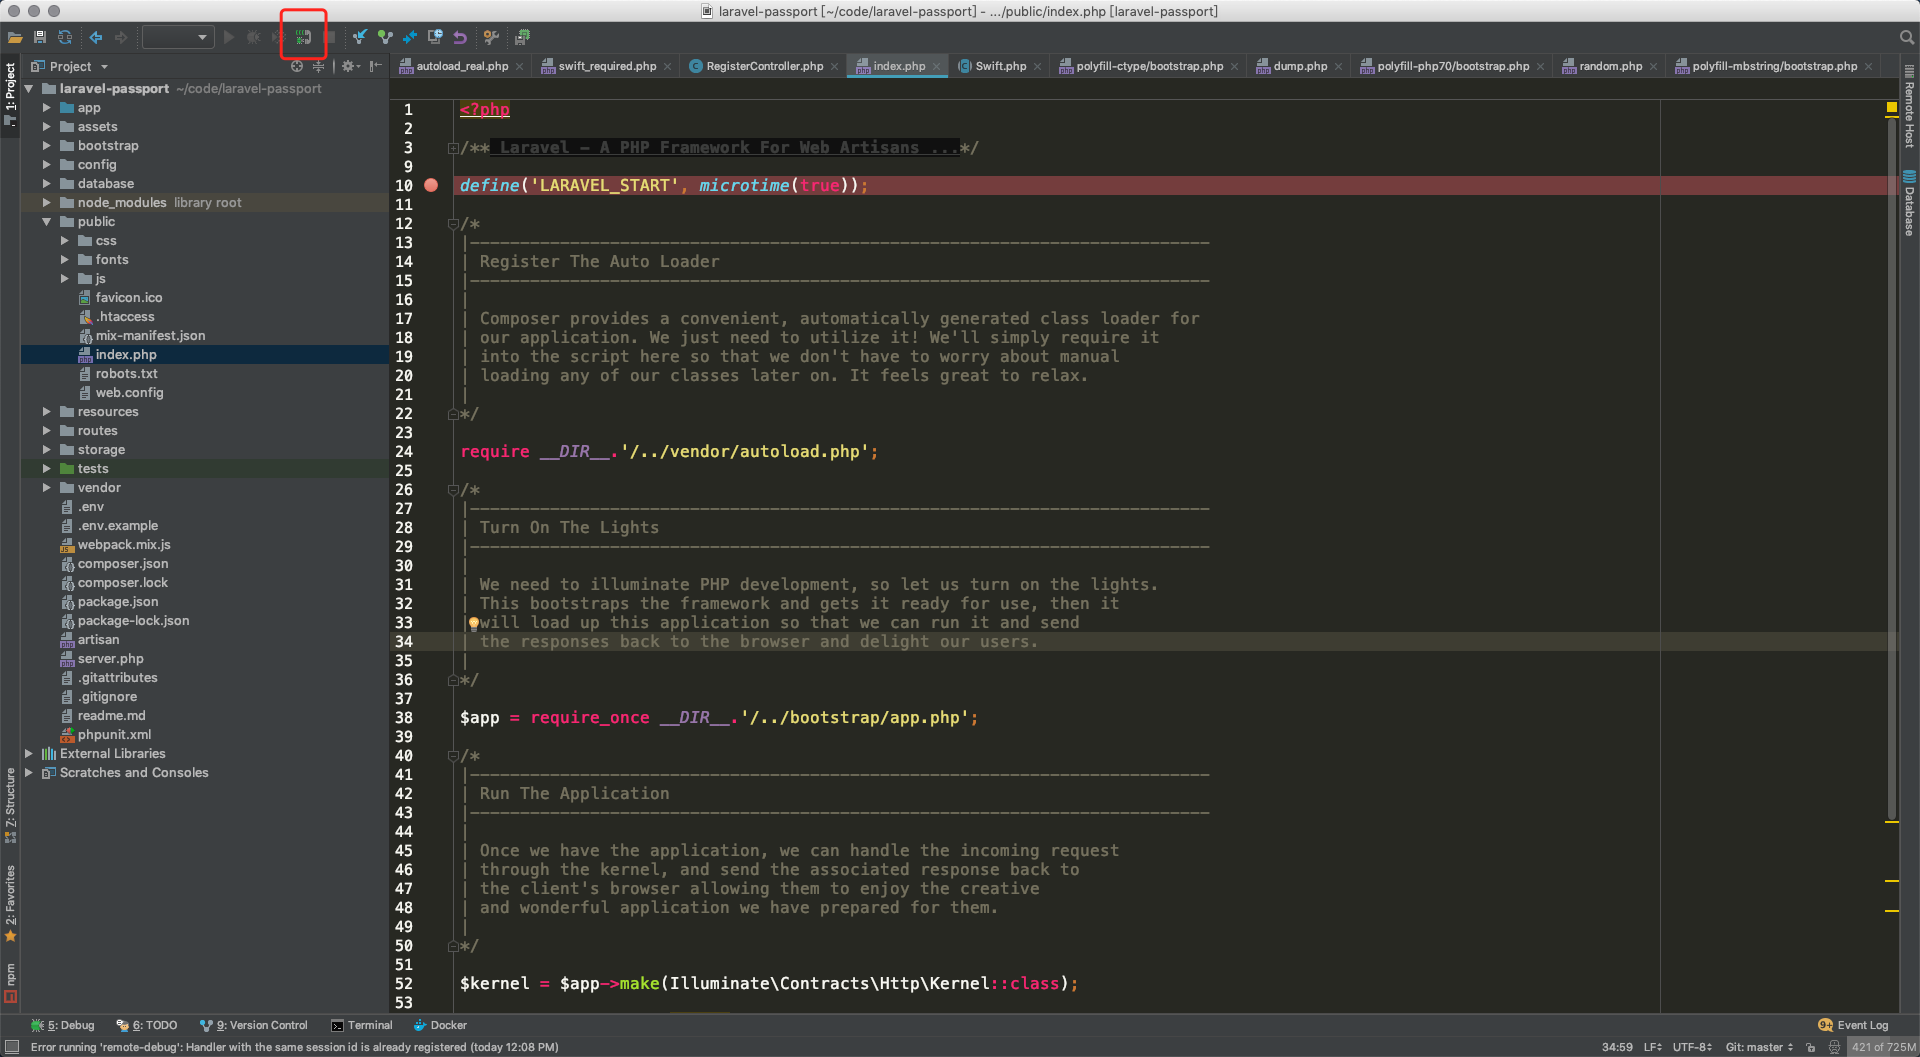 laravel-passport [~/code/laravel-passport] - .../public/index.php [laravel-passport]
Project
autoload_real.php
swift_required.php
RegisterController.php
index.php
Swift.php
polyfill-ctype/bootstrap.php
dump.php
polyfill-php70/bootstrap.php
random.php
polyfill-mbstring/bootstrap.php
1: Project
7: Structure
2: Favorites
npm
Remote Host
Database
laravel-passport ~/code/laravel-passport
app
assets
bootstrap
config
database
node_modules library root
public
css
fonts
js
favicon.ico
.htaccess
mix-manifest.json
index.php
robots.txt
web.config
resources
routes
storage
tests
vendor
.env
.env.example
webpack.mix.js
composer.json
composer.lock
package.json
package-lock.json
artisan
server.php
.gitattributes
.gitignore
readme.md
phpunit.xml
External Libraries
Scratches and Consoles
1 <?php
2
3 /** Laravel - A PHP Framework For Web Artisans ...*/
9
10 define('LARAVEL_START', microtime(true));
11
12 /*
13 |--------------------------------------------------------------------------
14 | Register The Auto Loader
15 |--------------------------------------------------------------------------
16 |
17 | Composer provides a convenient, automatically generated class loader for
18 | our application. We just need to utilize it! We'll simply require it
19 | into the script here so that we don't have to worry about manual
20 | loading any of our classes later on. It feels great to relax.
21 |
22 */
23
24 require __DIR__.'/../vendor/autoload.php';
25
26 /*
27 |--------------------------------------------------------------------------
28 | Turn On The Lights
29 |--------------------------------------------------------------------------
30 |
31 | We need to illuminate PHP development, so let us turn on the lights.
32 | This bootstraps the framework and gets it ready for use, then it
33 | will load up this application so that we can run it and send
34 | the responses back to the browser and delight our users.
35 |
36 */
37
38 $app = require_once __DIR__.'/../bootstrap/app.php';
39
40 /*
41 |--------------------------------------------------------------------------
42 | Run The Application
43 |--------------------------------------------------------------------------
44 |
45 | Once we have the application, we can handle the incoming request
46 | through the kernel, and send the associated response back to
47 | the client's browser allowing them to enjoy the creative
48 | and wonderful application we have prepared for them.
49 |
50 */
51
52 $kernel = $app->make(Illuminate\Contracts\Http\Kernel::class);
53
5: Debug
6: TODO
9: Version Control
Terminal
Docker
9+ Event Log
Error running 'remote-debug': Handler with the same session id is already registered (today 12:08 PM)
34:59 LF UTF-8 Git: master 421 of 725M